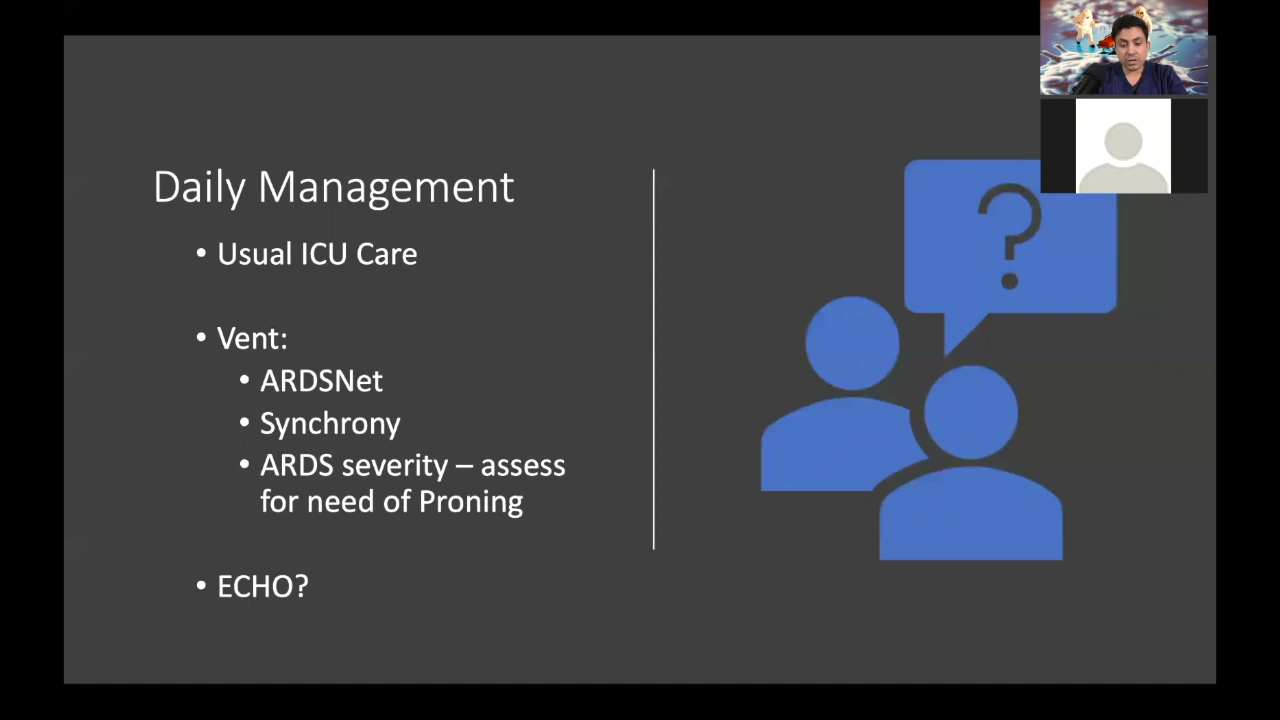 Daily Management
• Usual ICU Care
• Vent:
• ARDSNet
• Synchrony
• ARDS severity – assess
for need of Proning
• ECHO?
?